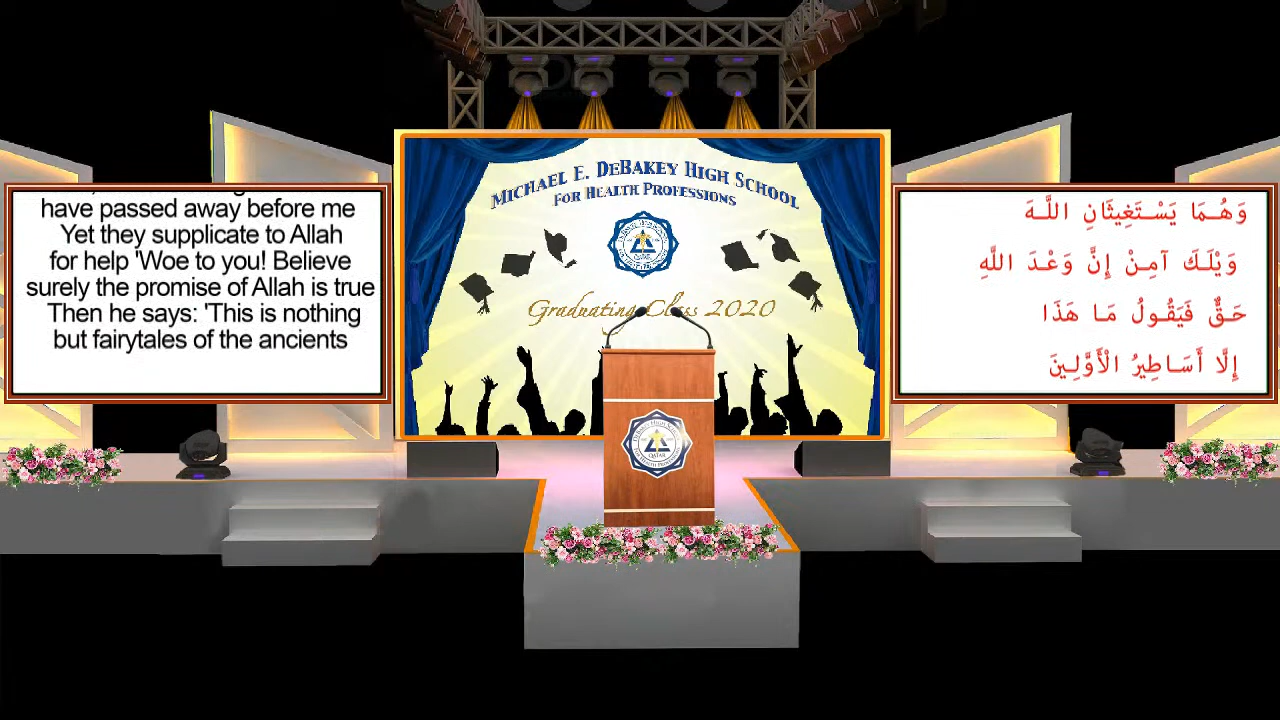 have passed away before me
Yet they supplicate to Allah
for help 'Woe to you! Believe
surely the promise of Allah is true
Then he says: 'This is nothing
but fairytales of the ancients
MICHAEL E. DEBAKEY HIGH SCHOOL
FOR HEALTH PROFESSIONS
QATAR
Graduating Class 2020
QATAR
وَهُمَا يَسْتَغِيثَانِ اللَّهَ
وَيْلَكَ آمِنْ إِنَّ وَعْدَ اللَّهِ
حَقٌّ فَيَقُولُ مَا هَذَا
إِلَّا أَسَاطِيرُ الْأَوَّلِينَ